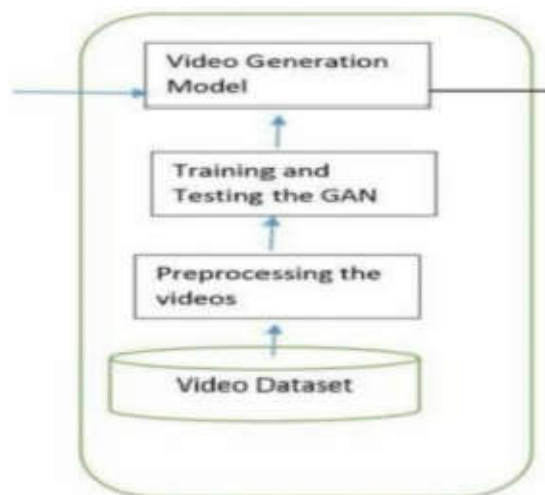 Video Generation
Model
Training and
Testing the GAN
Preprocessing the
videos
Video Dataset